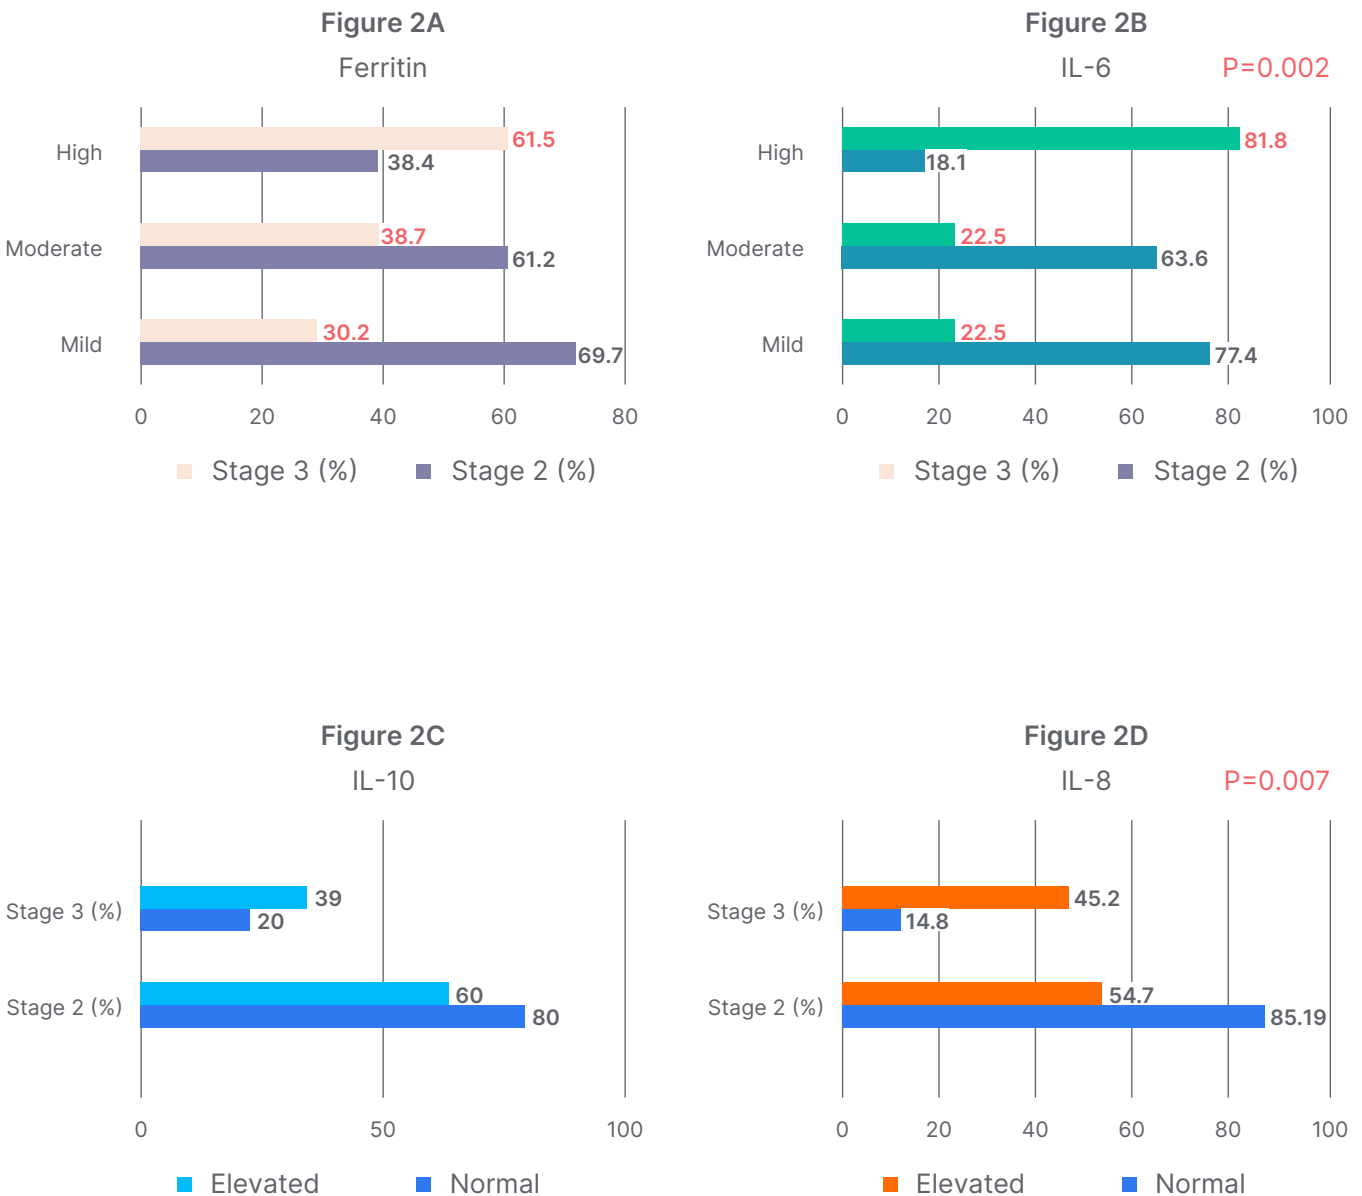 Figure 2A
Ferritin
High
61.5
38.4
Moderate
38.7
61.2
Mild
30.2
69.7
0 20 40 60 80
Stage 3 (%) Stage 2 (%)
Figure 2B
IL-6 P=0.002
High
81.8
18.1
Moderate
22.5
63.6
Mild
22.5
77.4
0 20 40 60 80 100
Stage 3 (%) Stage 2 (%)
Figure 2C
IL-10
Stage 3 (%)
39
20
Stage 2 (%)
60
80
0 50 100
Elevated Normal
Figure 2D
IL-8 P=0.007
Stage 3 (%)
45.2
14.8
Stage 2 (%)
54.7
85.19
0 20 40 60 80 100
Elevated Normal